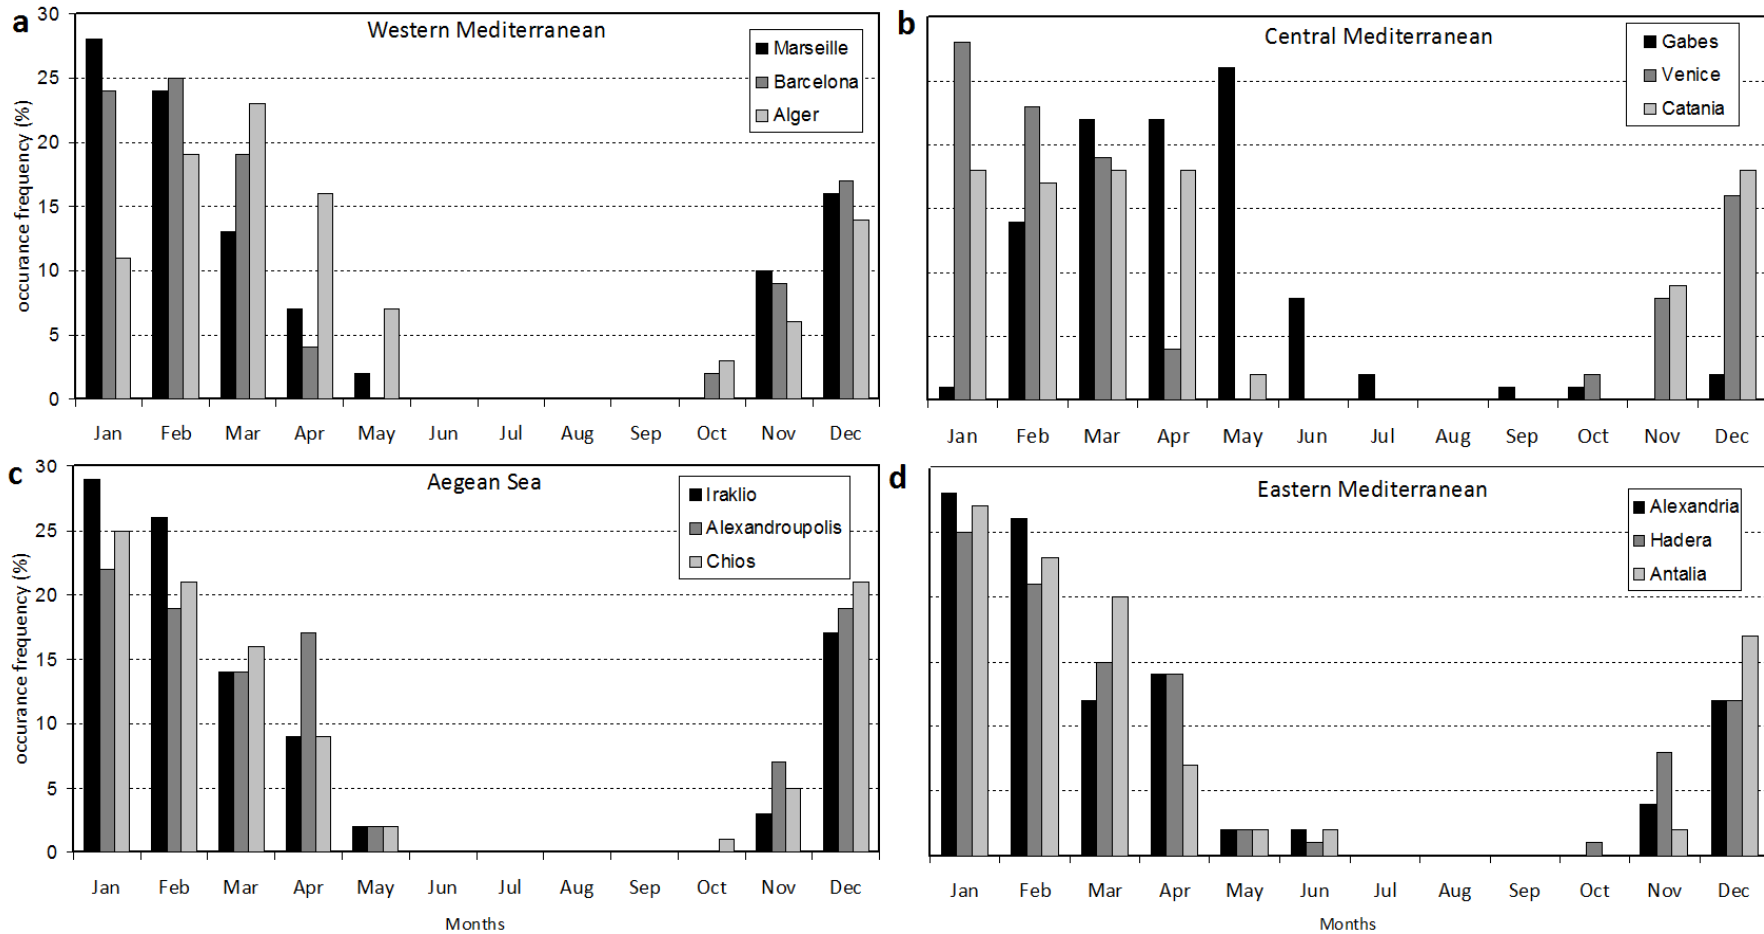 a
Western Mediterranean
Marseille
Barcelona
Alger
occurance frequency (%)
30
25
20
15
10
5
0
Jan Feb Mar Apr May Jun Jul Aug Sep Oct Nov Dec
b
Central Mediterranean
Gabes
Venice
Catania
Jan Feb Mar Apr May Jun Jul Aug Sep Oct Nov Dec
c
Aegean Sea
Iraklio
Alexandroupolis
Chios
occurance frequency (%)
30
25
20
15
10
5
0
Jan Feb Mar Apr May Jun Jul Aug Sep Oct Nov Dec
Months
d
Eastern Mediterranean
Alexandria
Hadera
Antalia
Jan Feb Mar Apr May Jun Jul Aug Sep Oct Nov Dec
Months